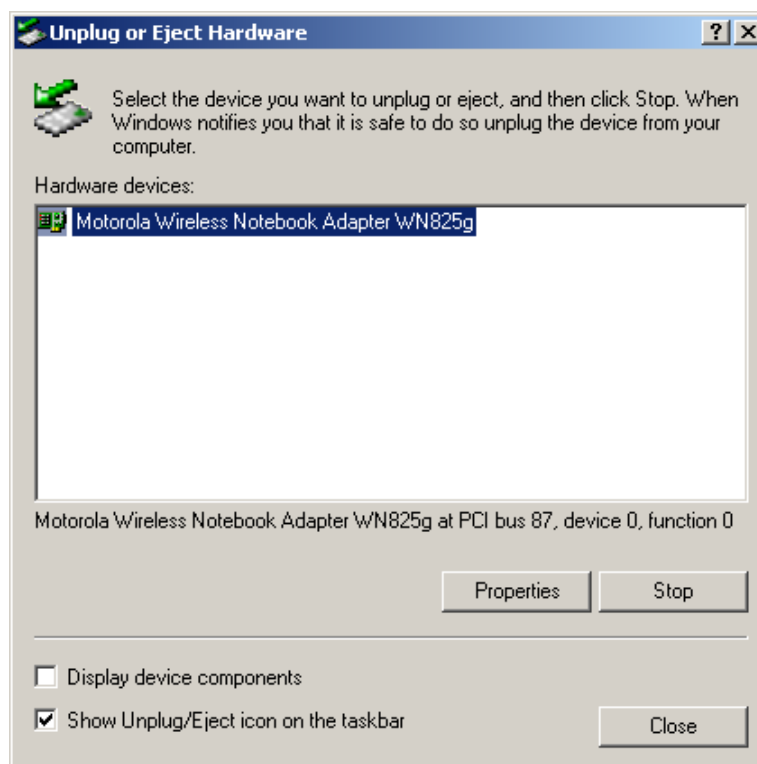 Unplug or Eject Hardware
Select the device you want to unplug or eject, and then click Stop. When
Windows notifies you that it is safe to do so unplug the device from your
computer.
Hardware devices:
Motorola Wireless Notebook Adapter WN825g
Motorola Wireless Notebook Adapter WN825g at PCI bus 87, device 0, function 0
Properties Stop
Display device components
Show Unplug/Eject icon on the taskbar
Close